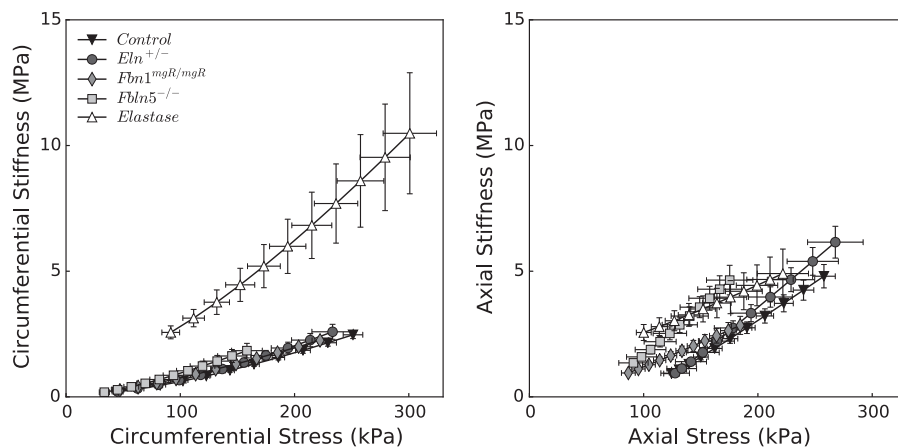 15
10
5
0
Circumferential Stiffness (MPa)
Control
Eln+/−
Fbn1mgR/mgR
Fbln5−/−
Elastase
0 100 200 300
Circumferential Stress (kPa)
15
10
5
0
Axial Stiffness (MPa)
0 100 200 300
Axial Stress (kPa)